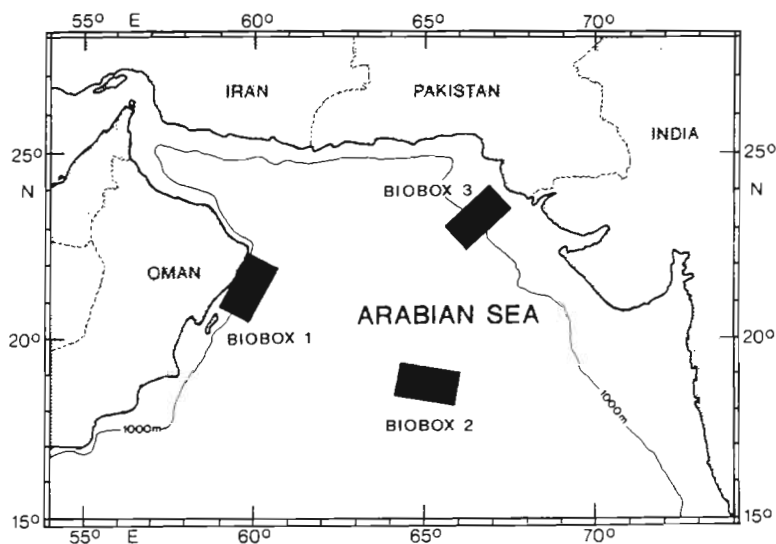 55° E 60° 65° 70°
IRAN
PAKISTAN
INDIA
25°
25°
N
N
BIOBOX 3
OMAN
ARABIAN SEA
BIOBOX 1
20°
20°
BIOBOX 2
1000m
1000m
15°
15°
55° E 60° 65° 70°